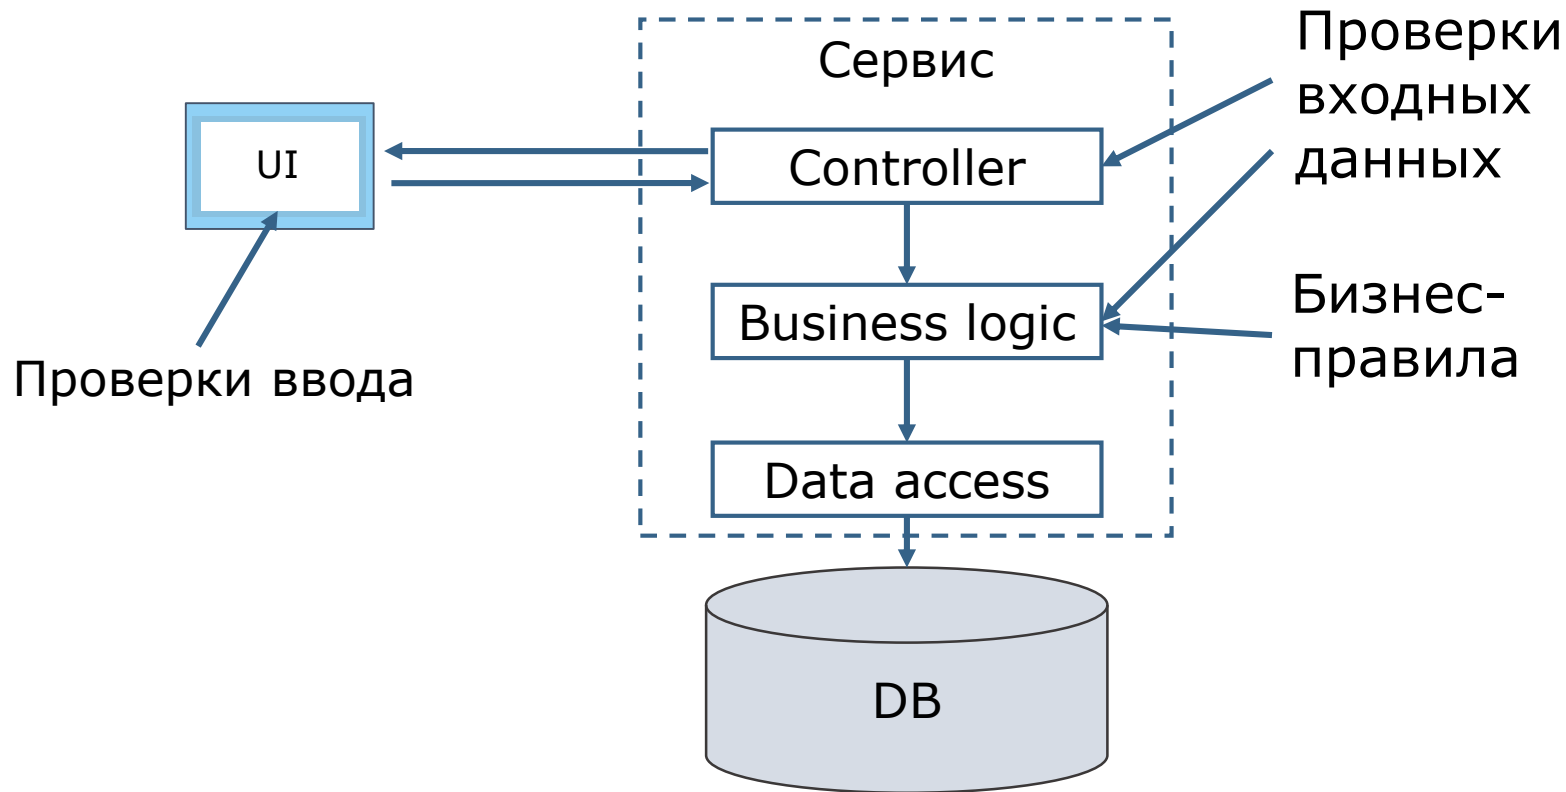 Сервис
Проверки
входных
данных
UI
Controller
Business logic
Бизнес-
правила
Проверки ввода
Data access
DB